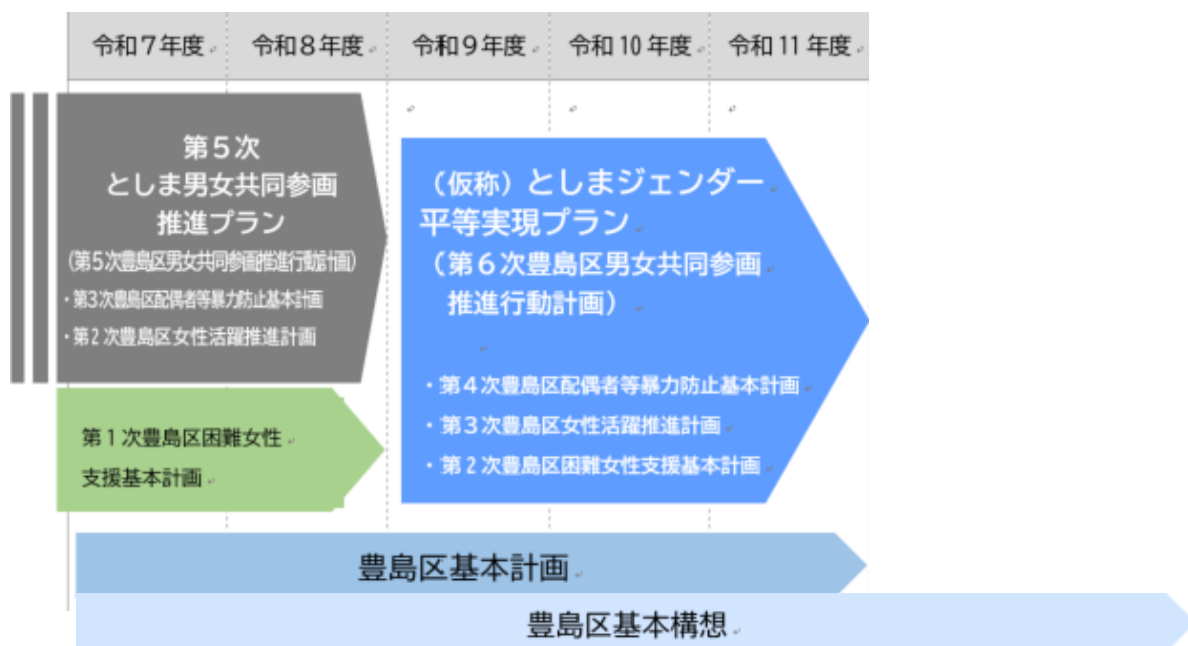 令和７年度
令和８年度
令和９年度
令和10年度
令和11年度
第５次
としま男女共同参画
推進プラン
(第５次豊島区男女共同参画推進行動計画)
・第３次豊島区配偶者等暴力防止基本計画
・第２次豊島区女性活躍推進計画
第１次豊島区困難女性
支援基本計画
（仮称）としまジェンダー
平等実現プラン
（第６次豊島区男女共同参画
推進行動計画）
・第４次豊島区配偶者等暴力防止基本計画
・第３次豊島区女性活躍推進計画
・第２次豊島区困難女性支援基本計画
豊島区基本計画
豊島区基本構想